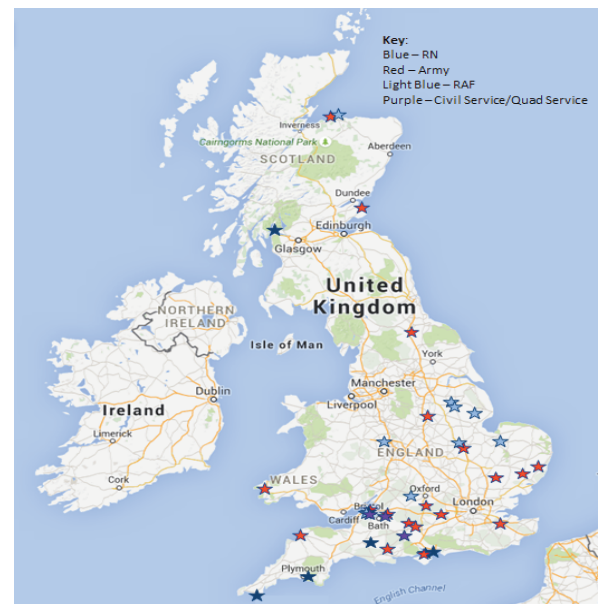 Key:
Blue – RN
Red – Army
Light Blue – RAF
Purple – Civil Service/Quad Service
Inverness
Cairngorms National Park
Aberdeen
SCOTLAND
Dundee
Edinburgh
Glasgow
United
Kingdom
NORTHERN
IRELAND
Isle of Man
York
Manchester
Dublin
Liverpool
Ireland
Limerick
ENGLAND
Cork
WALES
Oxford
London
Bristol
Cardiff
Bath
Plymouth
English Channel